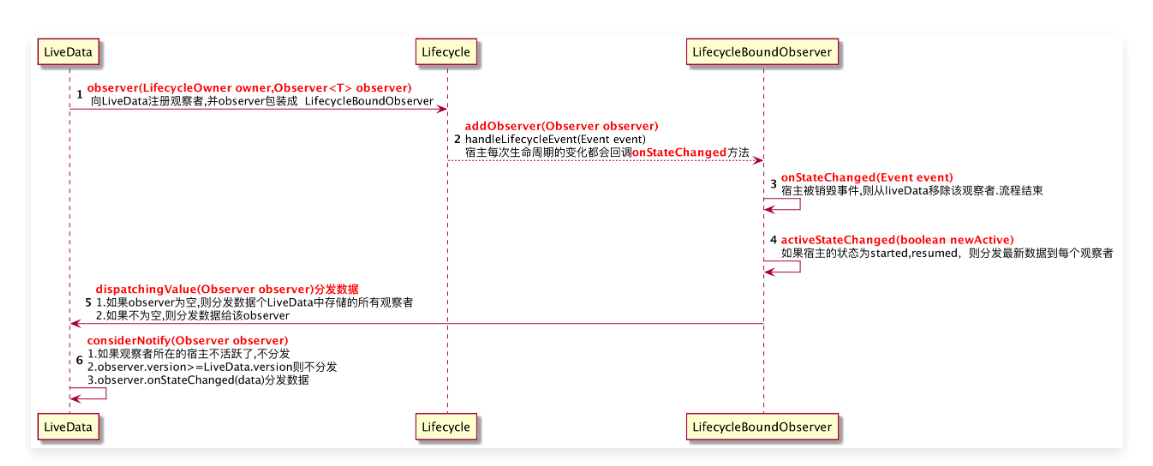 LiveData
Lifecycle
LifecycleBoundObserver
1 observer(LifecycleOwner owner,Observer<T> observer)
向LiveData注册观察者,并observer包装成 LifecycleBoundObserver
2 addObserver(Observer observer)
handleLifecycleEvent(Event event)
宿主每次生命周期的变化都会回调onStateChanged方法
3 onStateChanged(Event event)
宿主被销毁事件,则从liveData移除该观察者.流程结束
4 activeStateChanged(boolean newActive)
如果宿主的状态为started,resumed，则分发最新数据到每个观察者
5 dispatchingValue(Observer observer)分发数据
1.如果observer为空,则分发数据个LiveData中存储的所有观察者
2.如果不为空,则分发数据给该observer
6 considerNotify(Observer observer)
1.如果观察者所在的宿主不活跃了,不分发
2.observer.version>=LiveData.version则不分发
3.observer.onStateChanged(data)分发数据
LiveData
Lifecycle
LifecycleBoundObserver